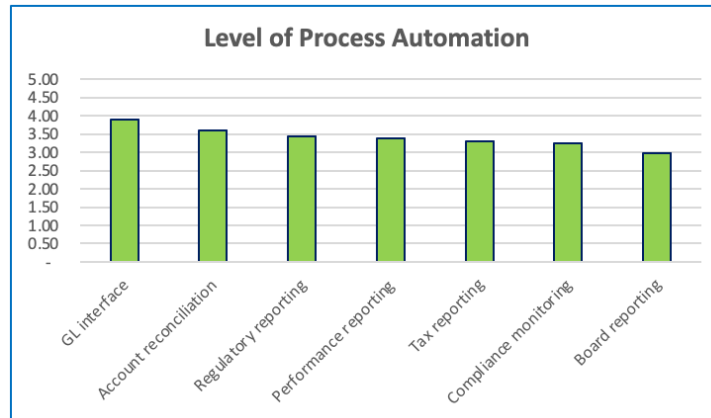 Level of Process Automation
5.00
4.50
4.00
3.50
3.00
2.50
2.00
1.50
1.00
0.50
-
GL interface
Account reconciliation
Regulatory reporting
Performance reporting
Tax reporting
Compliance monitoring
Board reporting